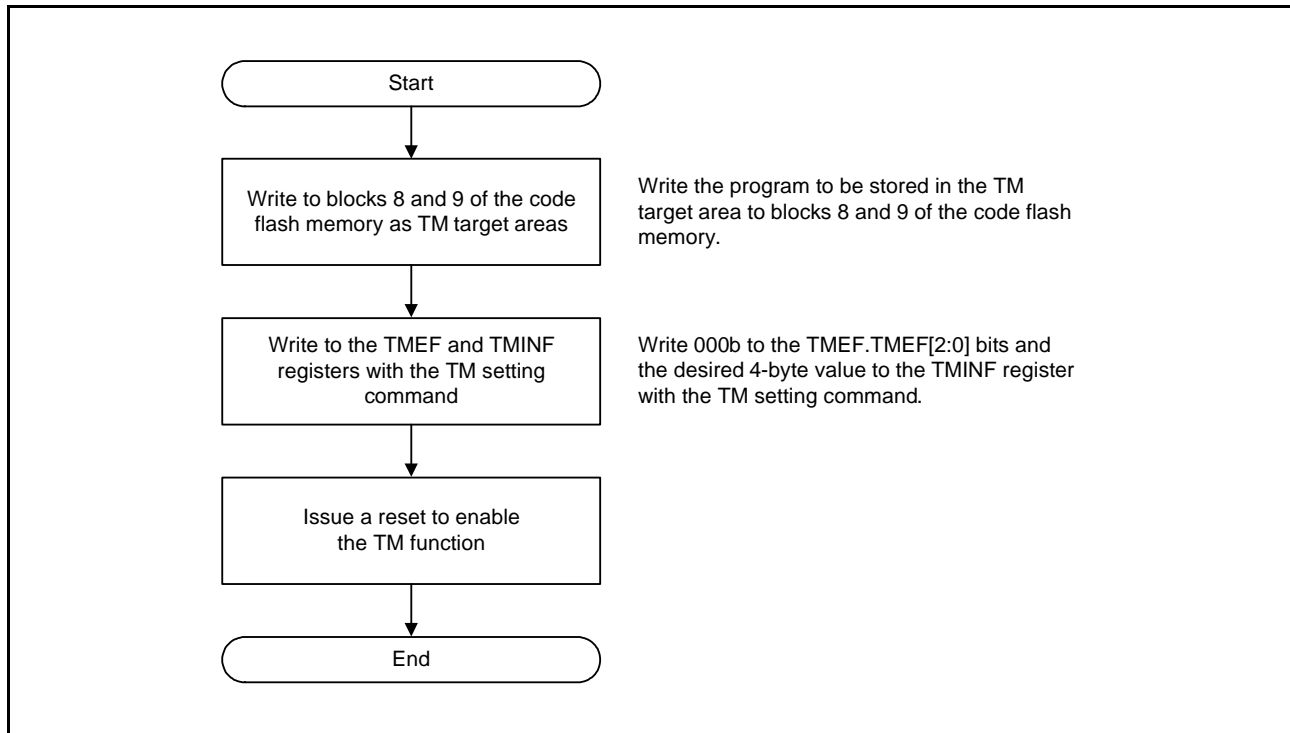 Start
Write to blocks 8 and 9 of the code
flash memory as TM target areas
Write the program to be stored in the TM
target area to blocks 8 and 9 of the code flash
memory.
Write to the TMEF and TMINF
registers with the TM setting
command
Write 000b to the TMEF.TMEF[2:0] bits and
the desired 4-byte value to the TMINF register
with the TM setting command.
Issue a reset to enable
the TM function
End